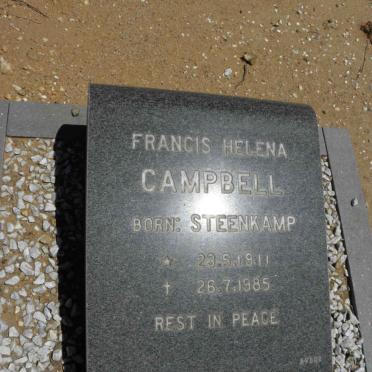 FRANCIS HELENA
CAMPBELL
BORN: STEENKAMP
* 23.5.1911
† 26.7.1985
REST IN PEACE